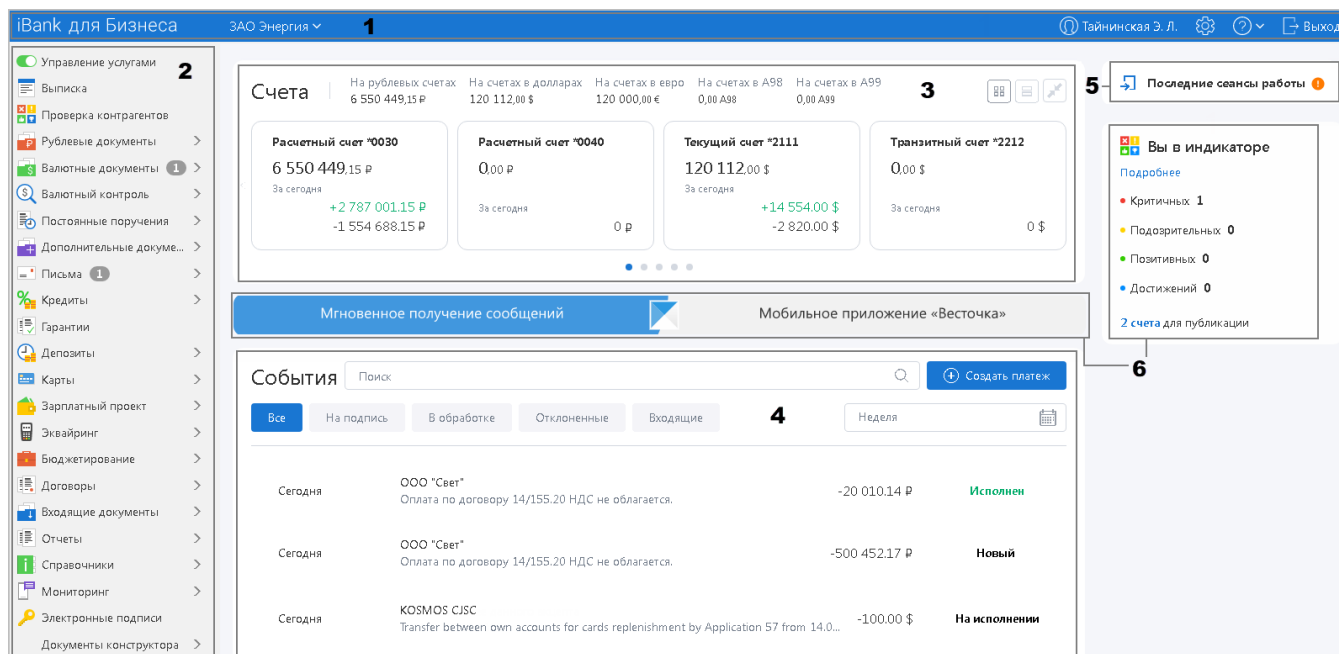 iBank для Бизнеса
ЗАО Энергия
1
Тайнинская Э. Л.
?
Выход
Управление услугами
2
Выписка
Проверка контрагентов
Рублевые документы
Валютные документы 1
Валютный контроль
Постоянные поручения
Дополнительные докуме...
Письма 1
Кредиты
Гарантии
Депозиты
Карты
Зарплатный проект
Эквайринг
Бюджетирование
Договоры
Входящие документы
Отчеты
Справочники
Мониторинг
Электронные подписи
Документы конструктора
Счета
На рублевых счетах
6 550 449,15 ₽
На счетах в долларах
120 112,00 $
На счетах в евро
120 000,00 €
На счетах в A98
0,00 A98
На счетах в A99
0,00 A99
3
Расчетный счет *0030
6 550 449,15 ₽
За сегодня
+2 787 001.15 ₽
-1 554 688.15 ₽
Расчетный счет *0040
0,00 ₽
За сегодня
0 ₽
Текущий счет *2111
120 112,00 $
За сегодня
+14 554.00 $
-2 820.00 $
Транзитный счет *2212
0,00 $
За сегодня
0 $
Мгновенное получение сообщений
Мобильное приложение «Весточка»
События
Поиск
Создать платеж
Все
На подпись
В обработке
Отклоненные
Входящие
4
Неделя
Сегодня
ООО "Свет"
Оплата по договору 14/155.20 НДС не облагается.
-20 010.14 ₽
Исполнен
Сегодня
ООО "Свет"
Оплата по договору 14/155.20 НДС не облагается.
-500 452.17 ₽
Новый
Сегодня
KOSMOS CJSC
Transfer between own accounts for cards replenishment by Application 57 from 14.0...
-100.00 $
На исполнении
5
Последние сеансы работы !
Вы в индикаторе
Подробнее
Критичных 1
Подозрительных 0
Позитивных 0
Достижений 0
2 счета для публикации
6